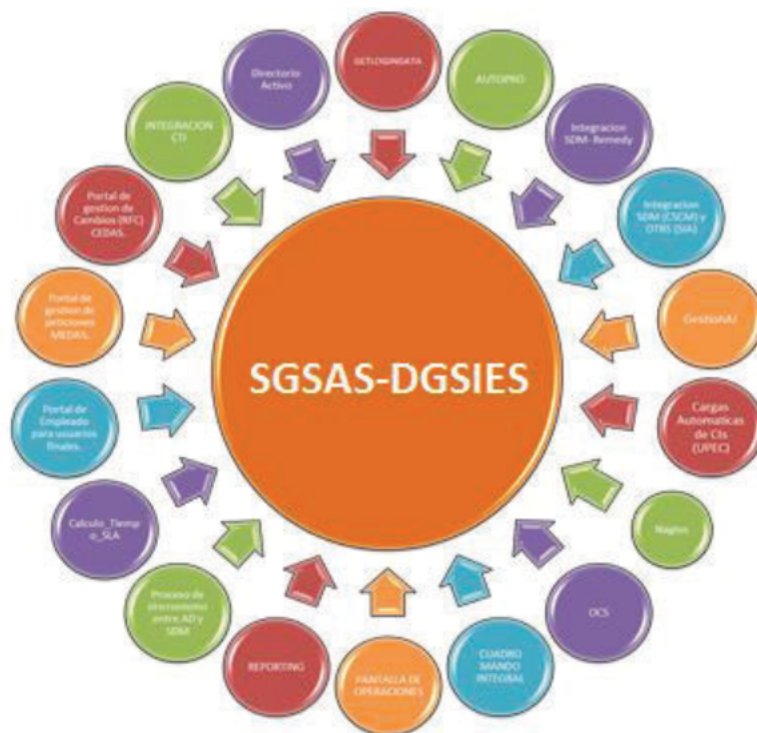 GETLOGINDATA
AUTOPRO
Integracion
SDM- Remedy
Integracion
SDM (CSCM) y
OTRS (SIA)
GestionAJ
Cargas
Automaticas
de CIs
(UPEC)
Nagios
OCS
CUADRO
MANDO
INTEGRAL
PANTALLA DE
OPERACIONES
REPORTING
Proceso de
sincronismo
entre AD y
SDM
Calculo_Tiemp
o_SLA
Portal de
Empleado
para usuarios
finales.
Portal de
gestion de
peticiones
MEDAS.
Portal de
gestion de
Cambios (RFC)
CEDAS.
INTEGRACION
CTI
Directorio
Activo
SGSAS-DGSIES